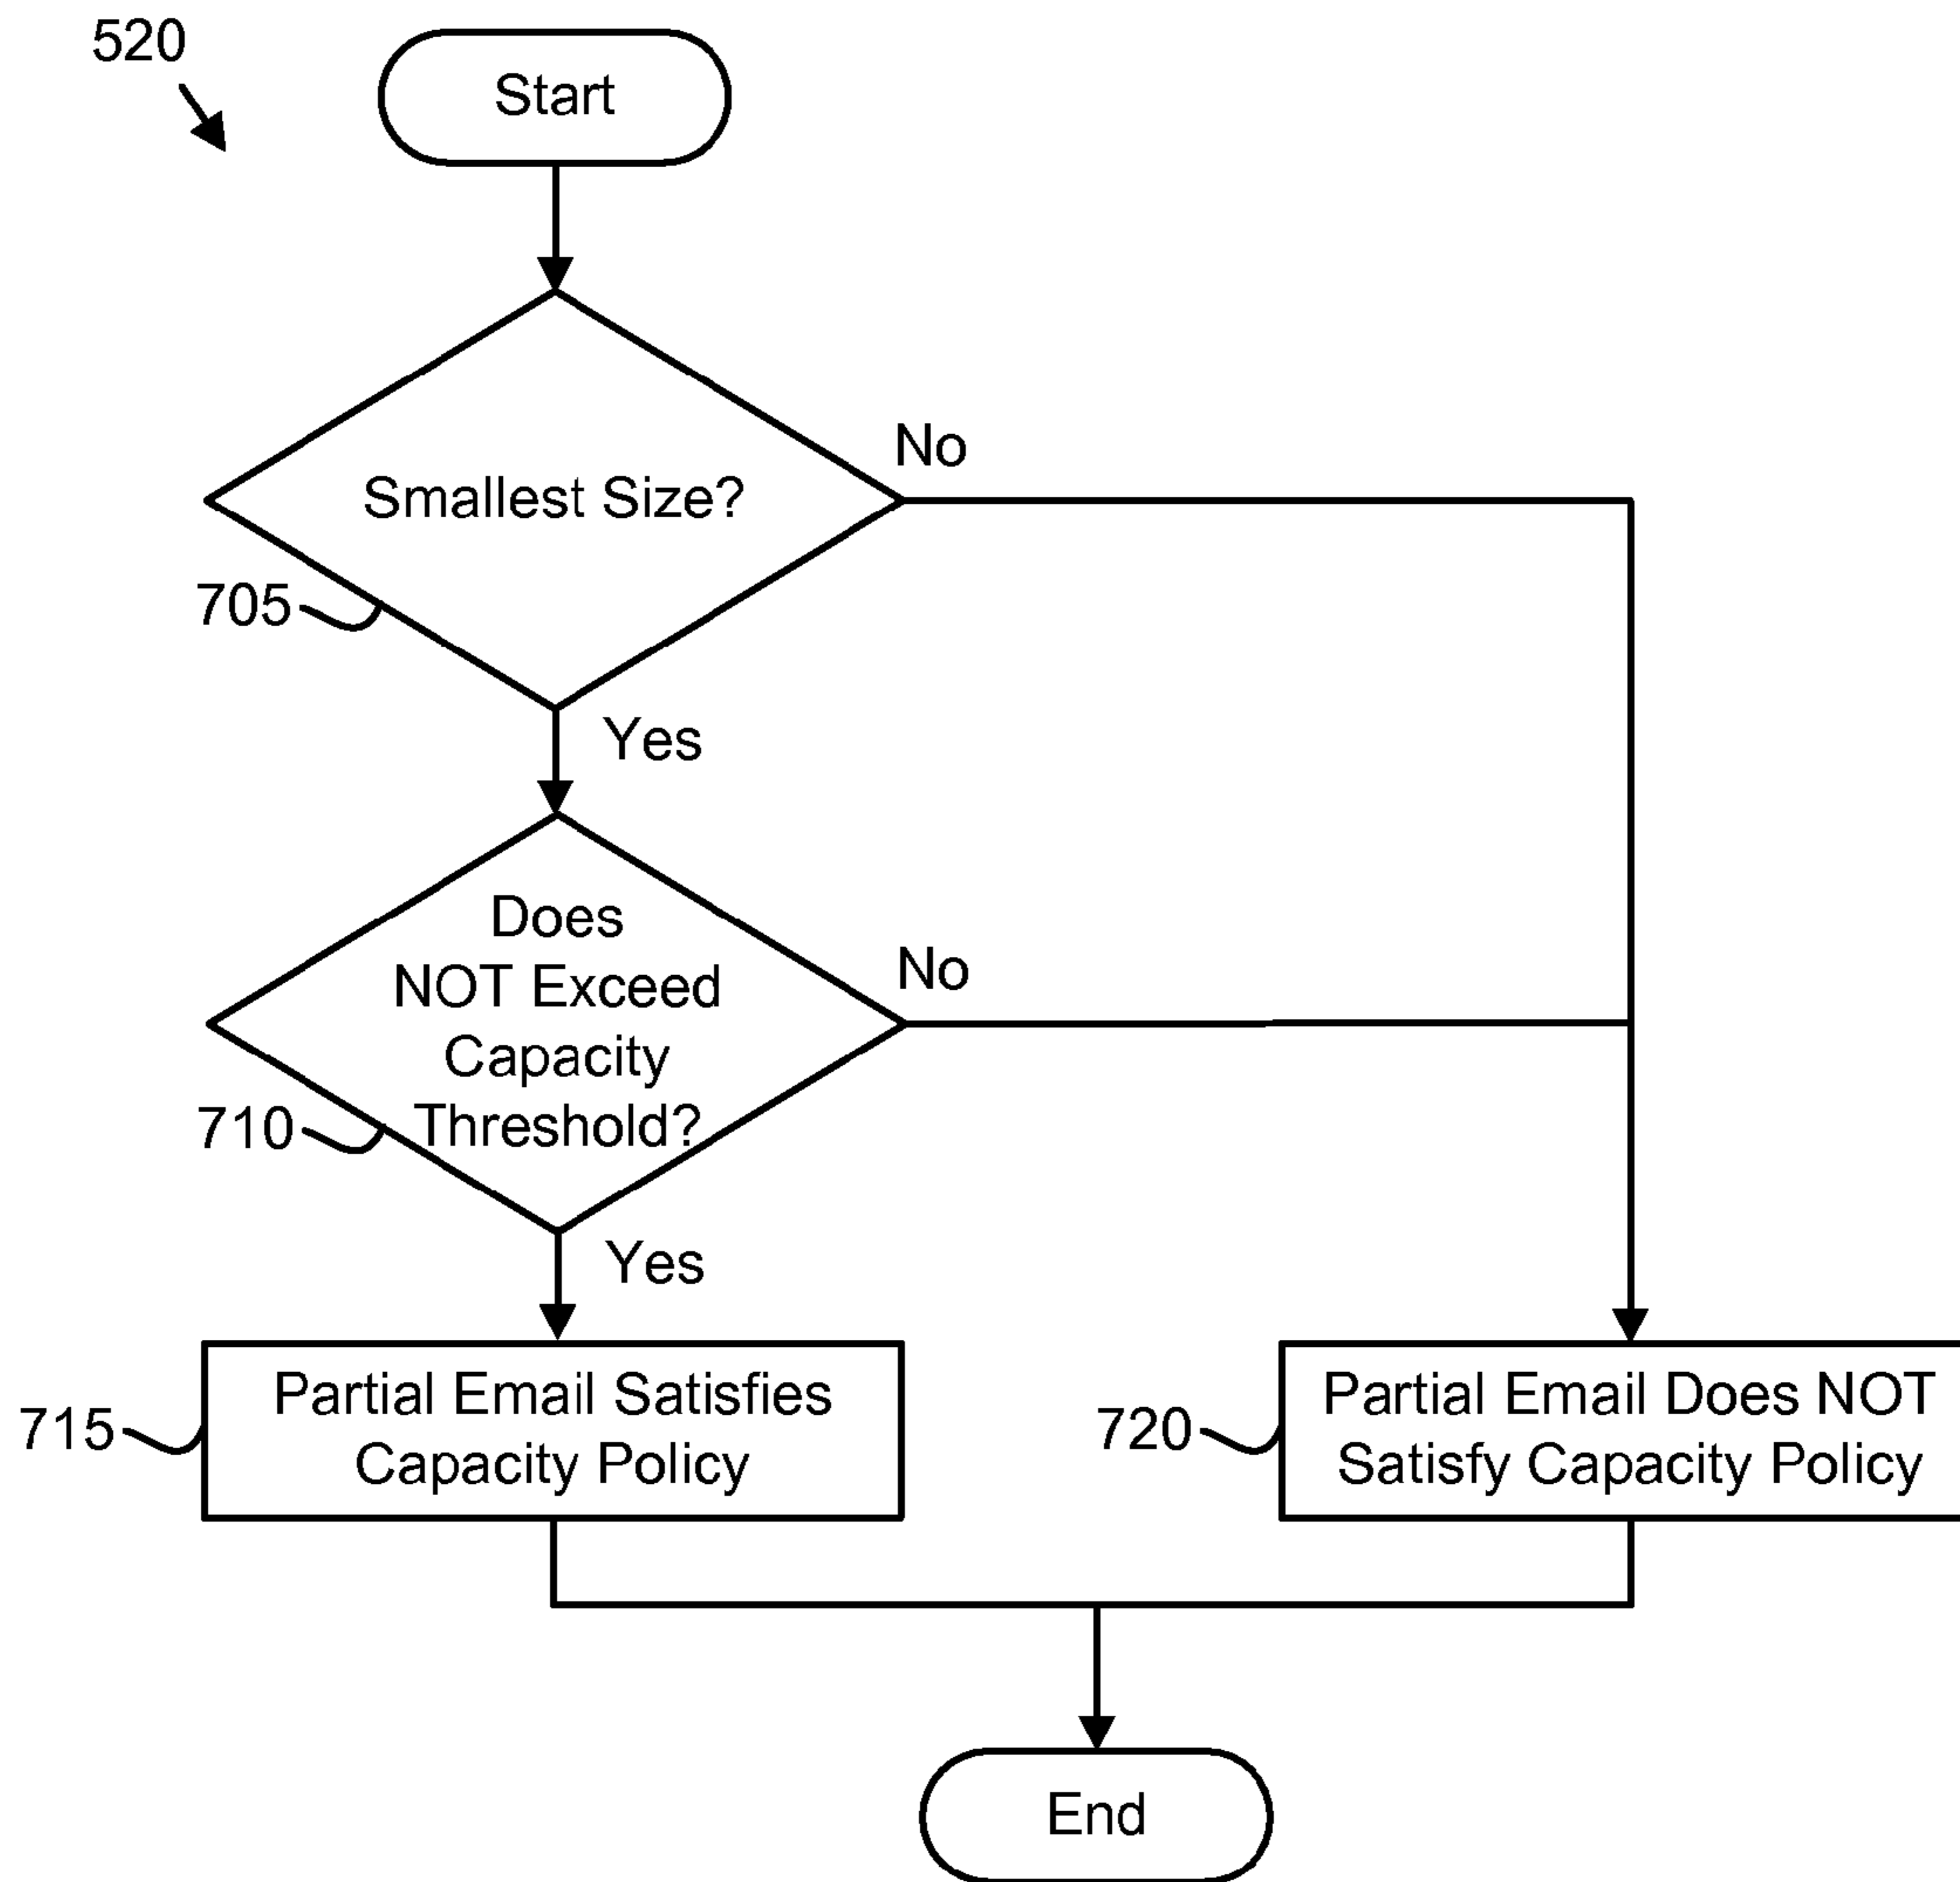 520
Start
Smallest Size?
No
705
Yes
Does
NOT Exceed
Capacity
Threshold?
No
710
Yes
Partial Email Satisfies
Capacity Policy
715
Partial Email Does NOT
Satisfy Capacity Policy
720
End